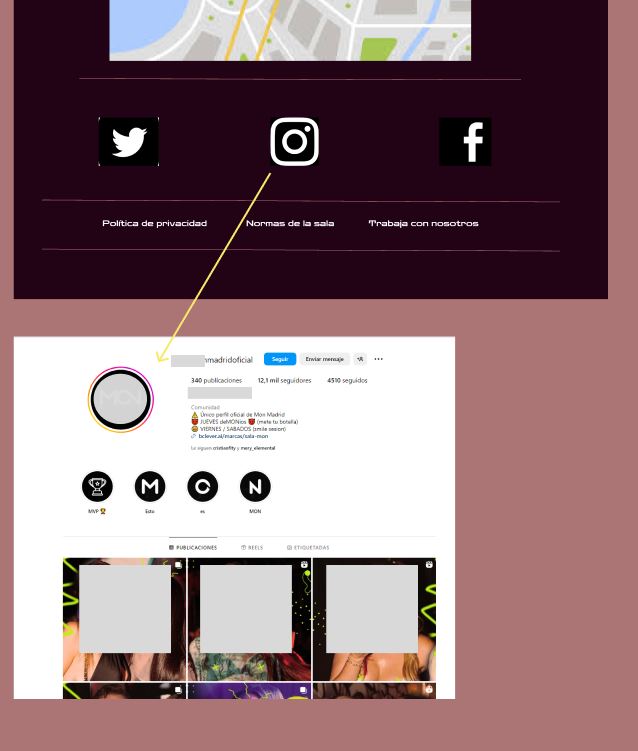 Política de privacidad
Normas de la sala
Trabaja con nosotros
madridoficial
Seguir
Enviar mensaje
340 publicaciones
12,1 mil seguidores
4510 seguidos
MON
Comunidad
Único perfil oficial de Mon Madrid
JUEVES deMONios (mete tu botella)
VIERNES / SABADOS (smile sesion)
bclever.al/marcas/sala-mon
Le siguen cristianfity y mery_elemental
M
C
N
MVP
Esto
es
MON
PUBLICACIONES
REELS
ETIQUETADAS